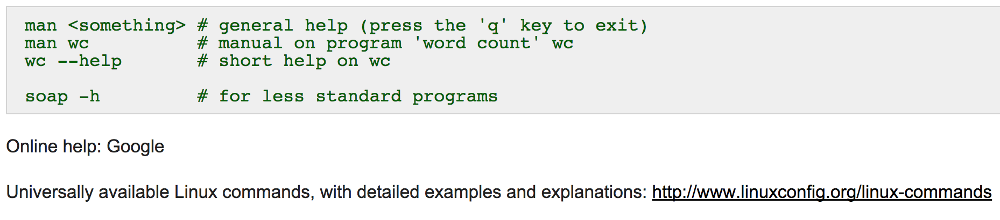 man <something> # general help (press the 'q' key to exit)
man wc          # manual on program 'word count' wc
wc --help       # short help on wc
soap -h         # for less standard programs
Online help: Google
Universally available Linux commands, with detailed examples and explanations: http://www.linuxconfig.org/linux-commands